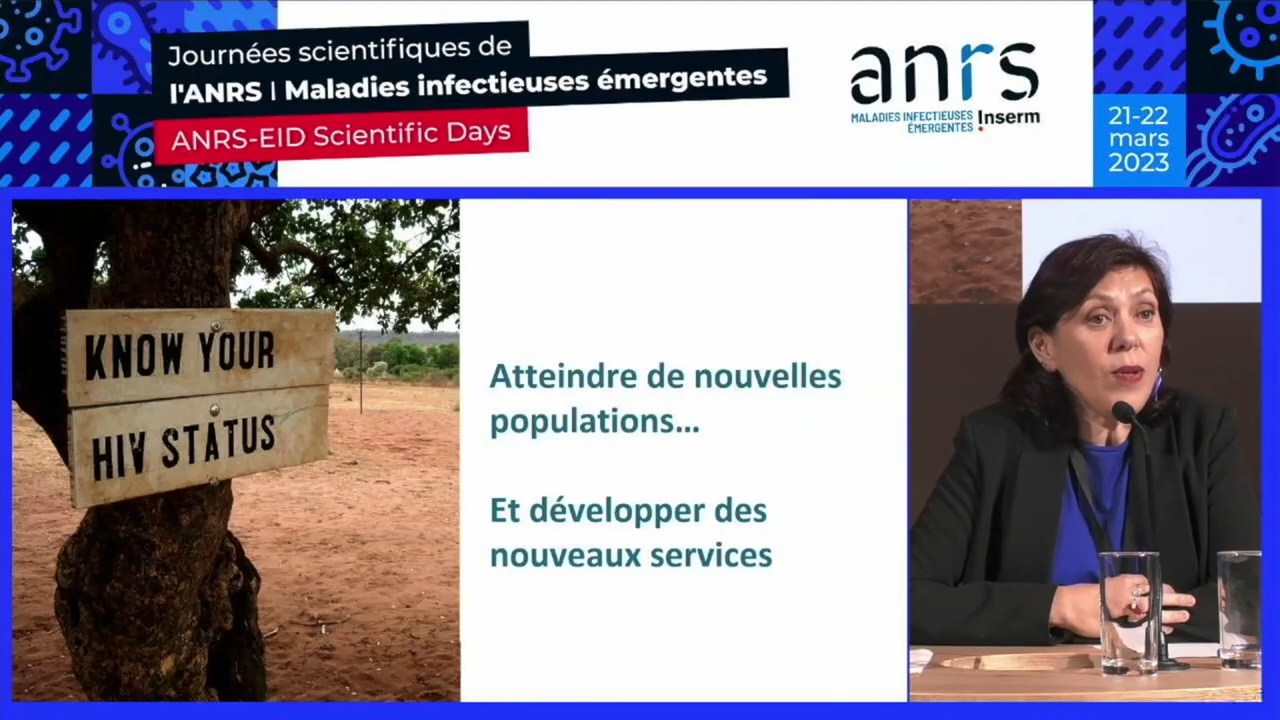 Journées scientifiques de
l'ANRS | Maladies infectieuses émergentes
ANRS-EID Scientific Days
anrs
MALADIES INFECTIEUSES
ÉMERGENTES
Inserm
21-22
mars
2023
KNOW YOUR
HIV STATUS
Atteindre de nouvelles
populations...
Et développer des
nouveaux services